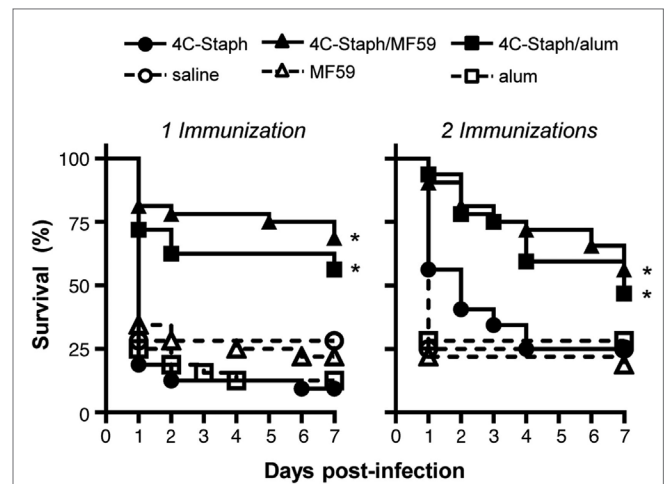 4C-Staph 4C-Staph/MF59 4C-Staph/alum
saline MF59 alum
1 Immunization 2 Immunizations
Survival (%)
100
75
50
25
0
* *
* *
0 1 2 3 4 5 6 7 0 1 2 3 4 5 6 7
Days post-infection